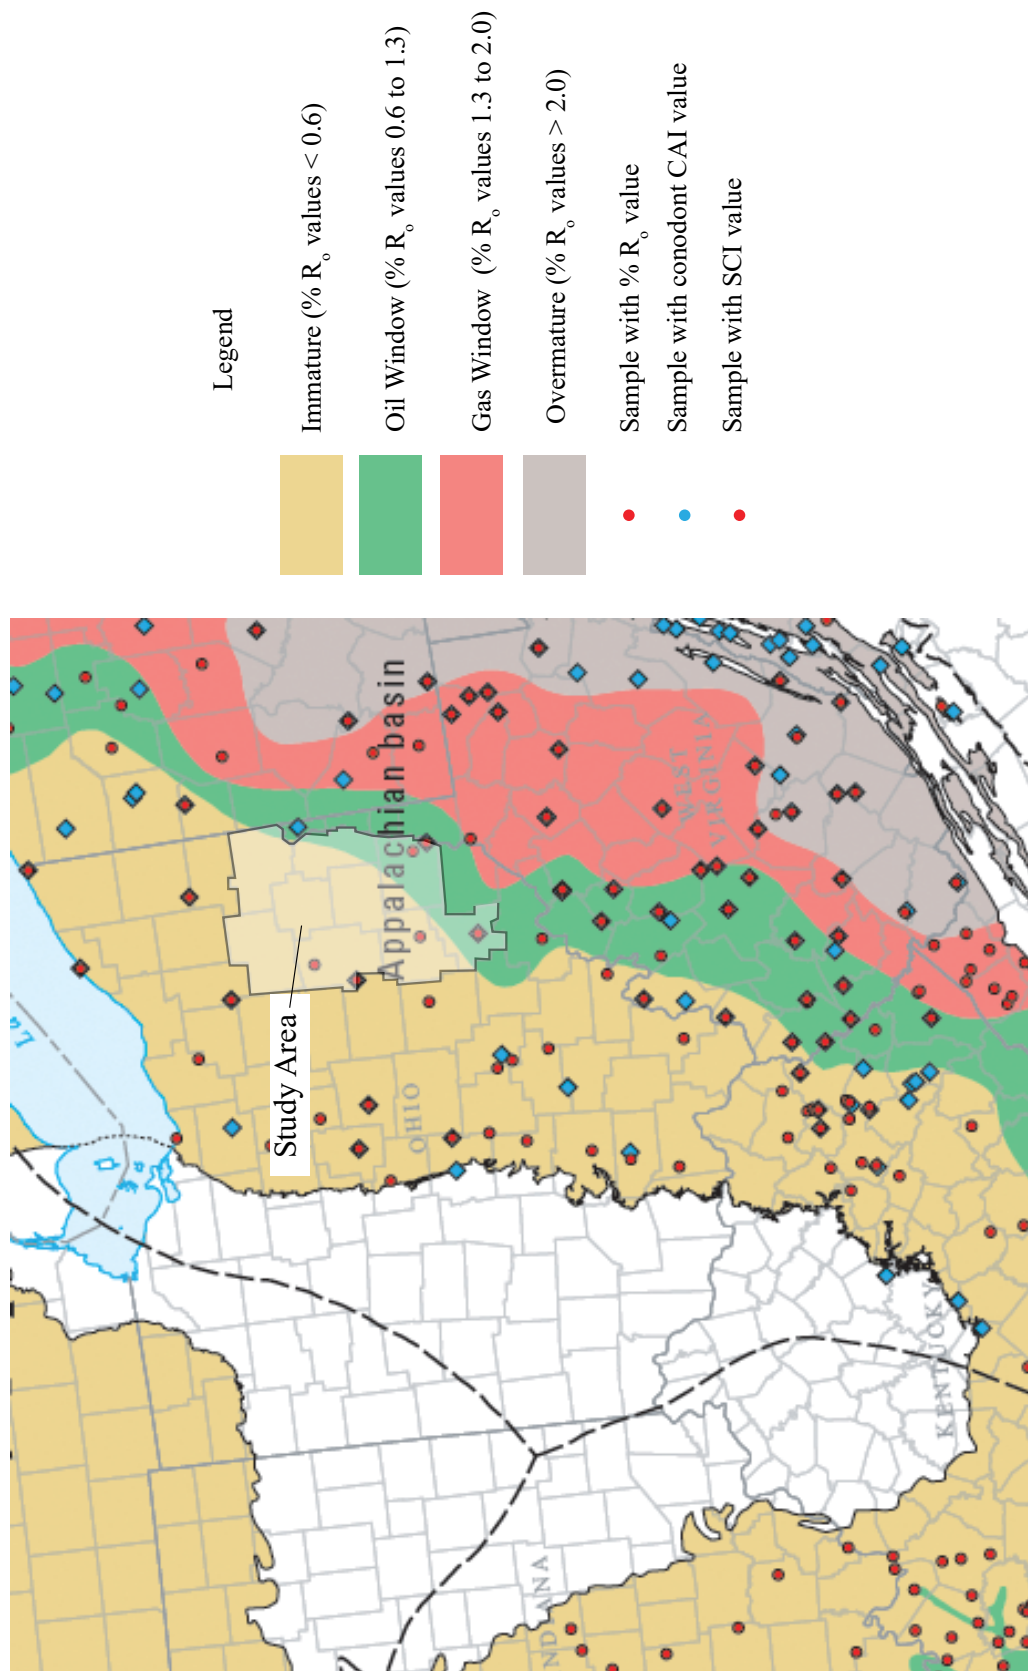 Legend
Immature (% Ro values < 0.6)
Oil Window (% Ro values 0.6 to 1.3)
Gas Window (% Ro values 1.3 to 2.0)
Overmature (% Ro values > 2.0)
Sample with % Ro value
Sample with conodont CAI value
Sample with SCI value
Appalachian basin
Study Area
OHIO
WEST
VIRGINIA
KENTUCKY
NDIANA
La